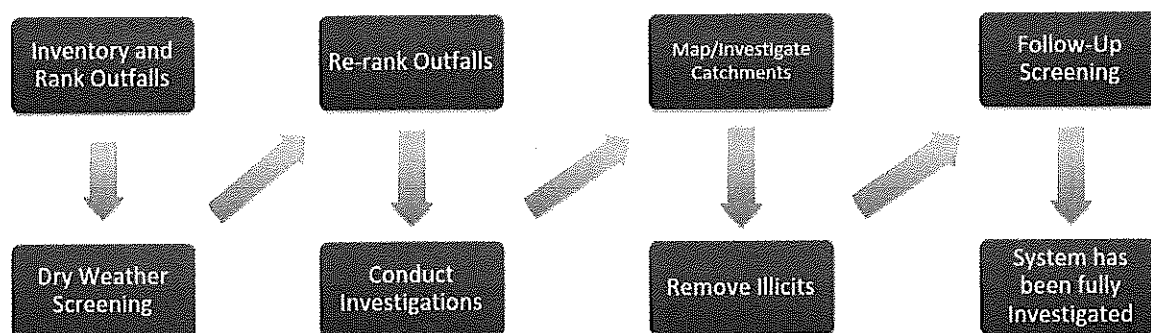 Inventory and
Rank Outfalls
Dry Weather
Screening
Re-rank Outfalls
Conduct
Investigations
Map/Investigate
Catchments
Remove Illicits
Follow-Up
Screening
System has
been fully
Investigated